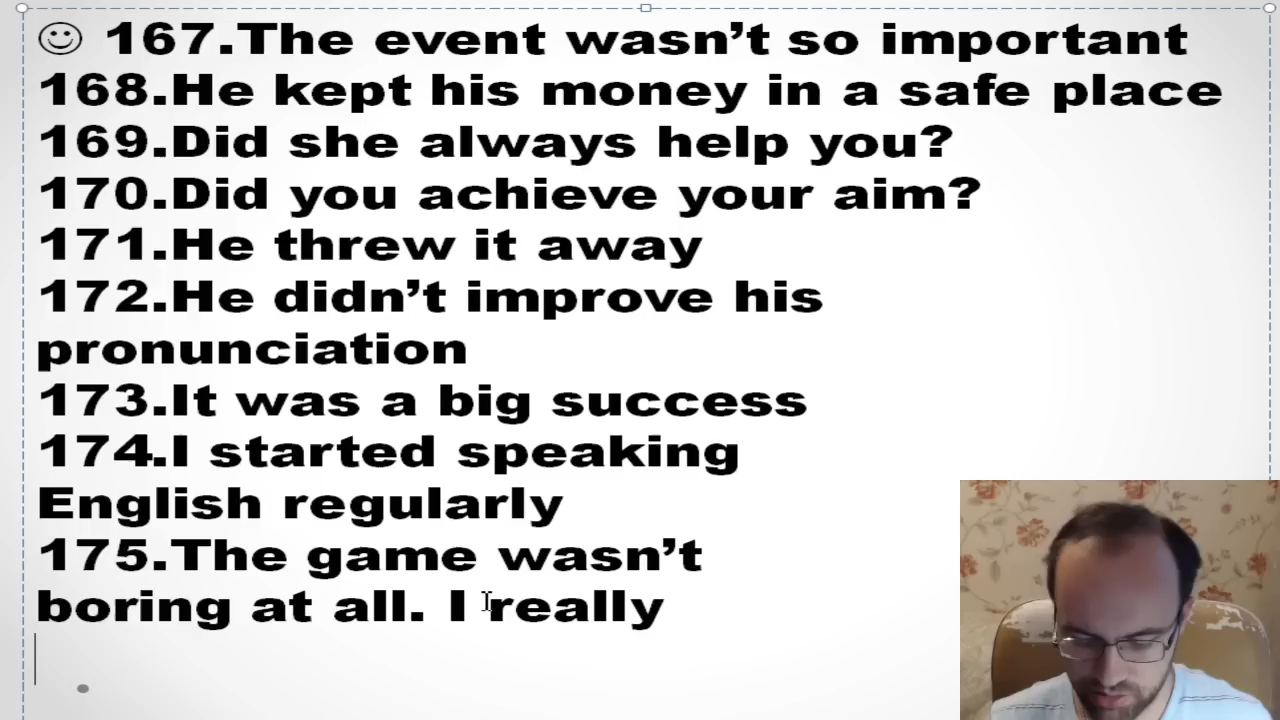 ☺ 167.The event wasn’t so important
168.He kept his money in a safe place
169.Did she always help you?
170.Did you achieve your aim?
171.He threw it away
172.He didn’t improve his
pronunciation
173.It was a big success
174.I started speaking
English regularly
175.The game wasn’t
boring at all. I really